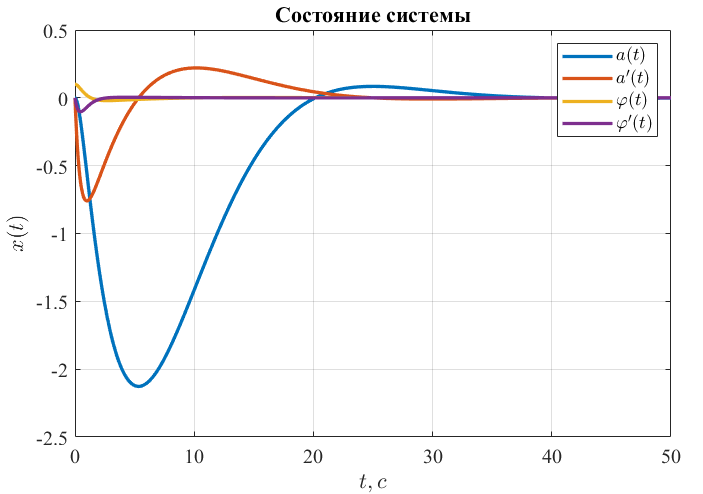 Состояние системы
0.5
0
-0.5
-1
-1.5
-2
-2.5
x(t)
a(t)
a′(t)
φ(t)
φ′(t)
0 10 20 30 40 50
t, c